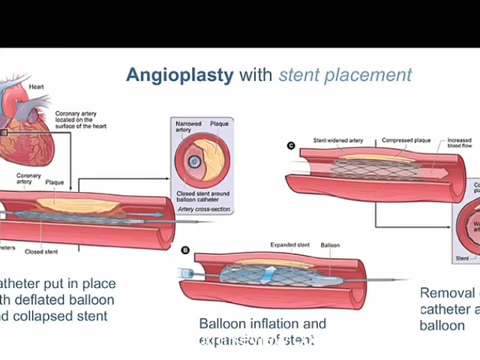 Angioplasty with stent placement
Heart
Coronary artery
located on the
surface of the heart
Coronary
artery
Plaque
Closed stent
Narrowed
artery
Plaque
Closed stent around
balloon catheter
Artery cross-section
with deflated balloon
collapsed stent
put in place
B
Expanded stent
Balloon
Balloon inflation and
expansion of stent
C
Stent widened artery
Compressed plaque
Increased
blood flow
Stent
Removal
catheter
balloon